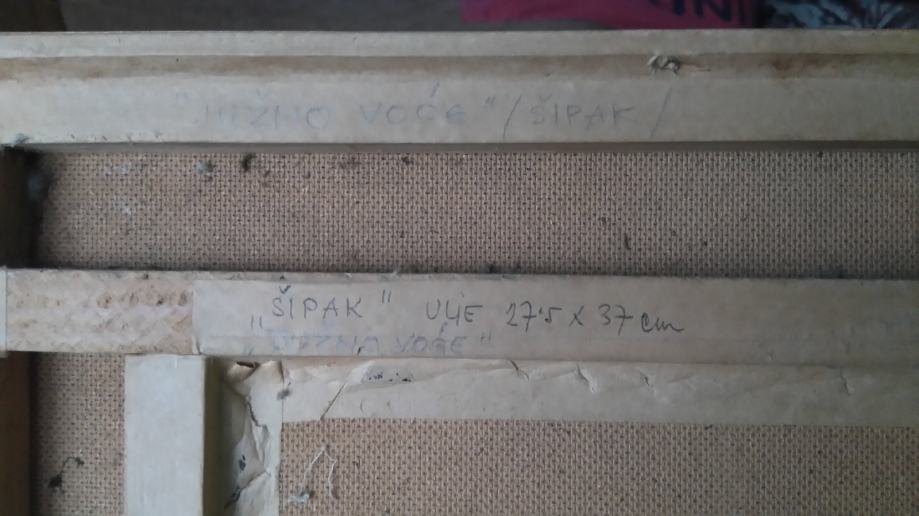 "JUŽNO VOĆE" / ŠIPAK /
„ŠIPAK" ULJE 27'5 X 37 cm
„JUŽNO VOĆE"